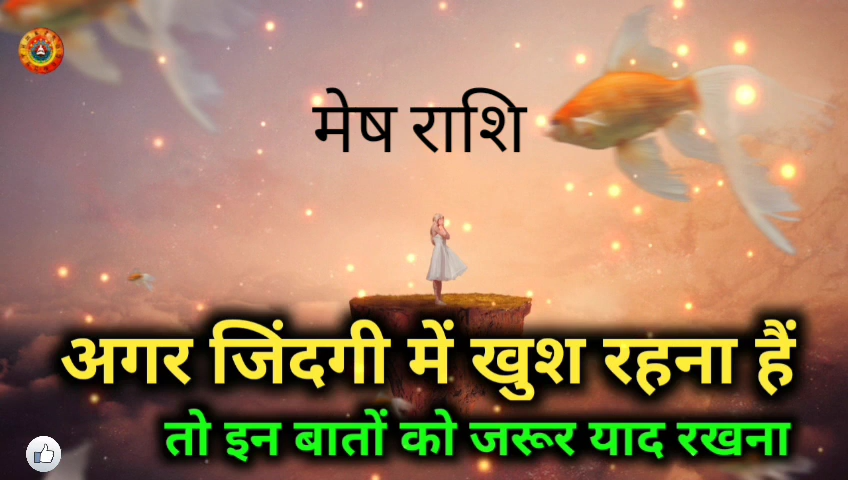 मेष राशि
अगर जिंदगी में खुश रहना हैं
तो इन बातों को जरूर याद रखना